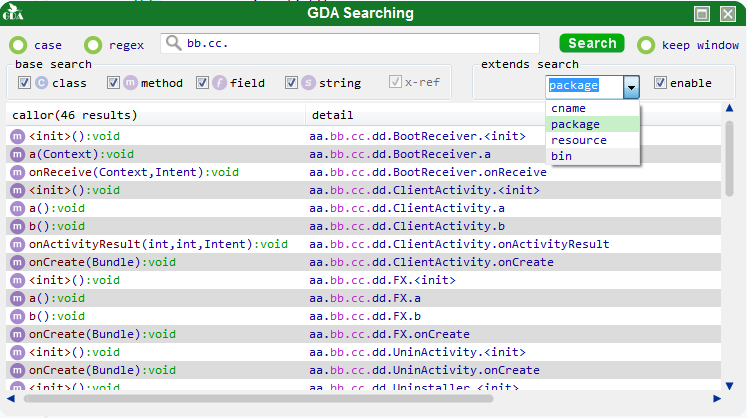 GDA
GDA Searching
case regex bb.cc. Search keep window
base search extends search
C class m method f field s string x-ref package enable
callor(46 results) detail
cname
package
resource
bin
m <init>():void aa.bb.cc.dd.BootReceiver.<init>
m a(Context):void aa.bb.cc.dd.BootReceiver.a
m onReceive(Context,Intent):void aa.bb.cc.dd.BootReceiver.onReceive
m <init>():void aa.bb.cc.dd.ClientActivity.<init>
m a():void aa.bb.cc.dd.ClientActivity.a
m b():void aa.bb.cc.dd.ClientActivity.b
m onActivityResult(int,int,Intent):void aa.bb.cc.dd.ClientActivity.onActivityResult
m onCreate(Bundle):void aa.bb.cc.dd.ClientActivity.onCreate
m <init>():void aa.bb.cc.dd.FX.<init>
m a():void aa.bb.cc.dd.FX.a
m b():void aa.bb.cc.dd.FX.b
m onCreate(Bundle):void aa.bb.cc.dd.FX.onCreate
m <init>():void aa.bb.cc.dd.UninActivity.<init>
m onCreate(Bundle):void aa.bb.cc.dd.UninActivity.onCreate
m <init>():void aa.bb.cc.dd.Uninstaller.<init>